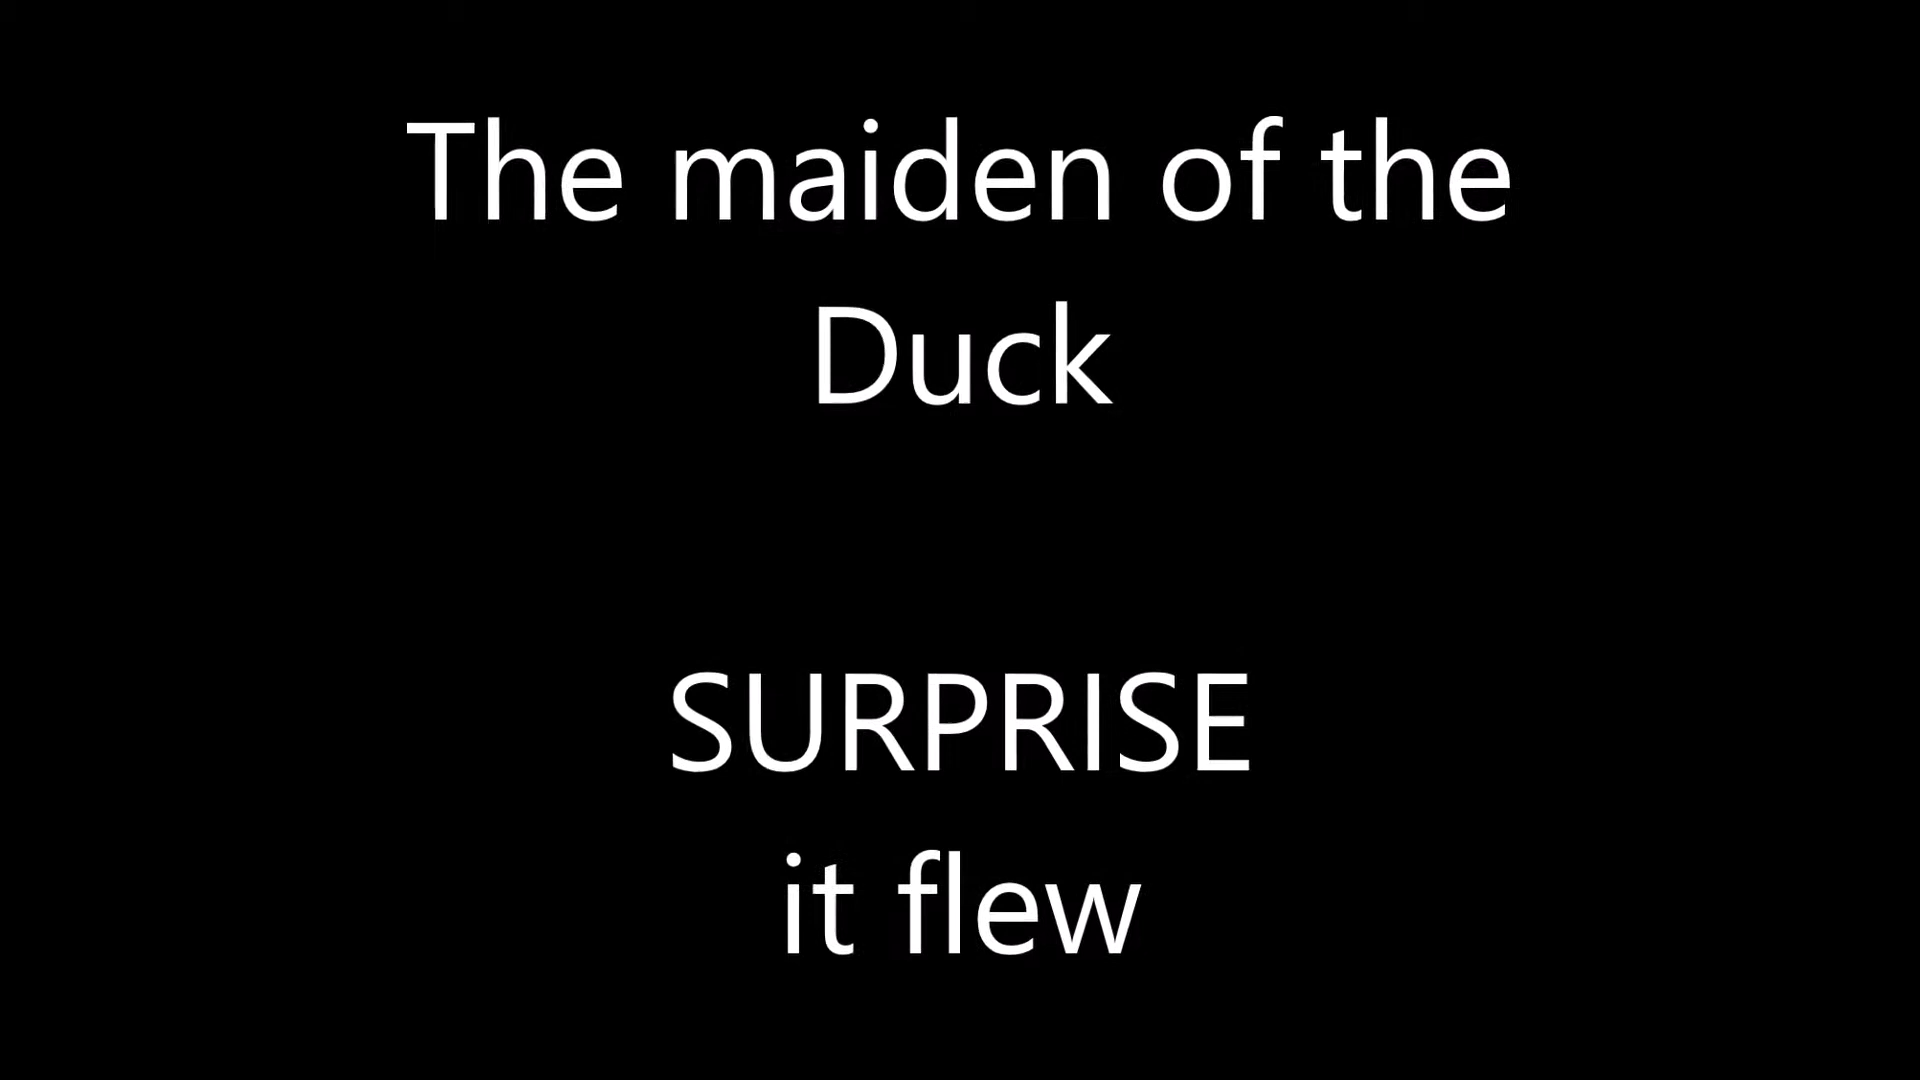 The maiden of the
Duck
SURPRISE
it flew